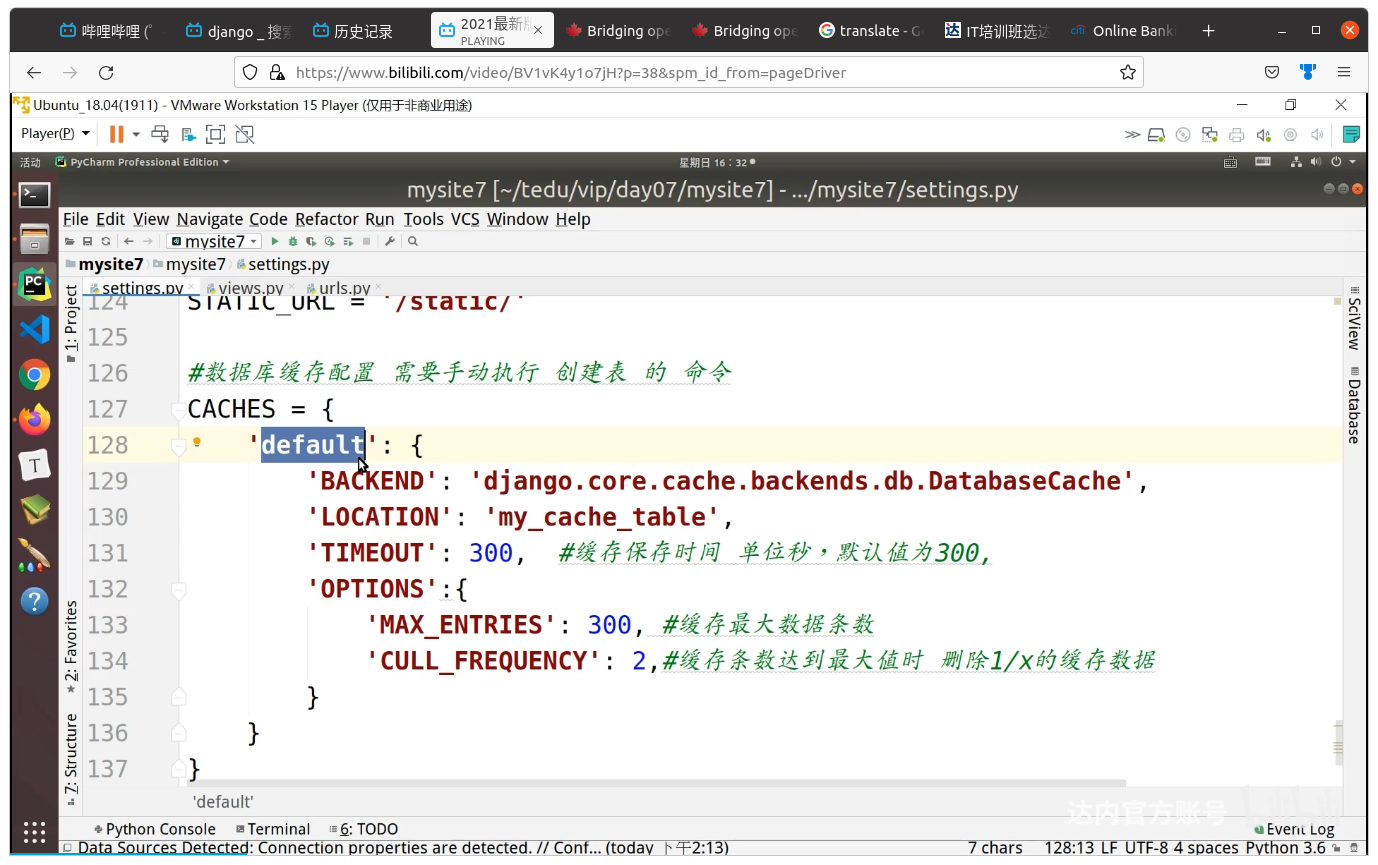 哔哩哔哩 (゜
django _ 搜
历史记录
2021最新
PLAYING
Bridging ope
Bridging ope
translate - G
IT培训班选达
Online Bank
https://www.bilibili.com/video/BV1vK4y1o7jH?p=38&spm_id_from=pageDriver
Ubuntu_18.04(1911) - VMware Workstation 15 Player (仅用于非商业用途)
Player(P)
活动
PyCharm Professional Edition
星期日 16：32
mysite7 [~/tedu/vip/day07/mysite7] - .../mysite7/settings.py
File Edit View Navigate Code Refactor Run Tools VCS Window Help
mysite7
mysite7 mysite7 settings.py
settings.py views.py urls.py
124 STATIC_URL = '/static/'
125
126 #数据库缓存配置 需要手动执行 创建表 的 命令
127 CACHES = {
128 'default': {
129 'BACKEND': 'django.core.cache.backends.db.DatabaseCache',
130 'LOCATION': 'my_cache_table',
131 'TIMEOUT': 300, #缓存保存时间 单位秒，默认值为300,
132 'OPTIONS':{
133 'MAX_ENTRIES': 300, #缓存最大数据条数
134 'CULL_FREQUENCY': 2,#缓存条数达到最大值时 删除1/x的缓存数据
135 }
136 }
137 }
'default'
1: Project
2: Favorites
7: Structure
SciView
Database
达内官方账号
bilibili
Python Console Terminal 6: TODO
Event Log
Data Sources Detected: Connection properties are detected. // Conf... (today 下午2:13)
7 chars 128:13 LF UTF-8 4 spaces Python 3.6